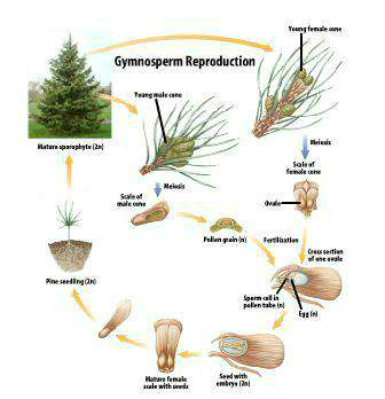 Young female cone
Gymnosperm Reproduction
Young male cone
Mature sporophyte (2n)
Meiosis
Scale of
female cone
Meiosis
Scale of
male cone
Ovule
Pollen grain (n)
Fertilization
Cross section
of one ovule
Pine seedling (2n)
Sperm cell in
pollen tube (n)
Egg (n)
Mature female
scale with seeds
Seed with
embryo (2n)